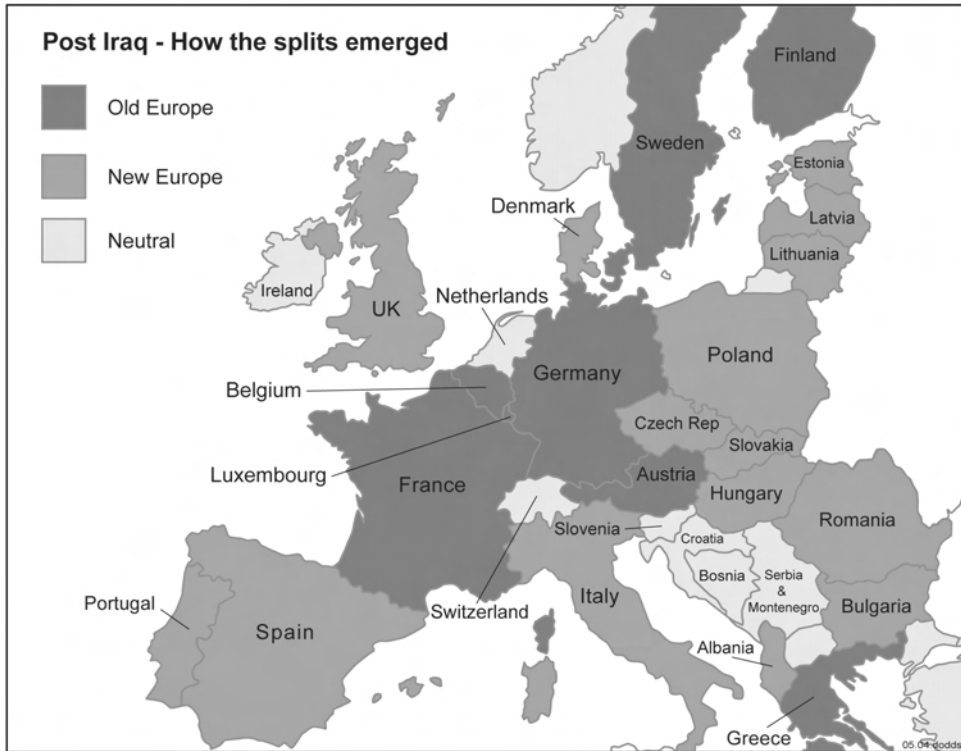 Post Iraq - How the splits emerged
Old Europe
New Europe
Neutral
Finland
Sweden
Estonia
Latvia
Lithuania
Denmark
Ireland
UK
Netherlands
Poland
Germany
Belgium
Czech Rep
Slovakia
Luxembourg
Austria
France
Hungary
Romania
Slovenia
Croatia
Bosnia
Serbia
&
Montenegro
Portugal
Switzerland
Italy
Bulgaria
Spain
Albania
Greece
05.04 dodds